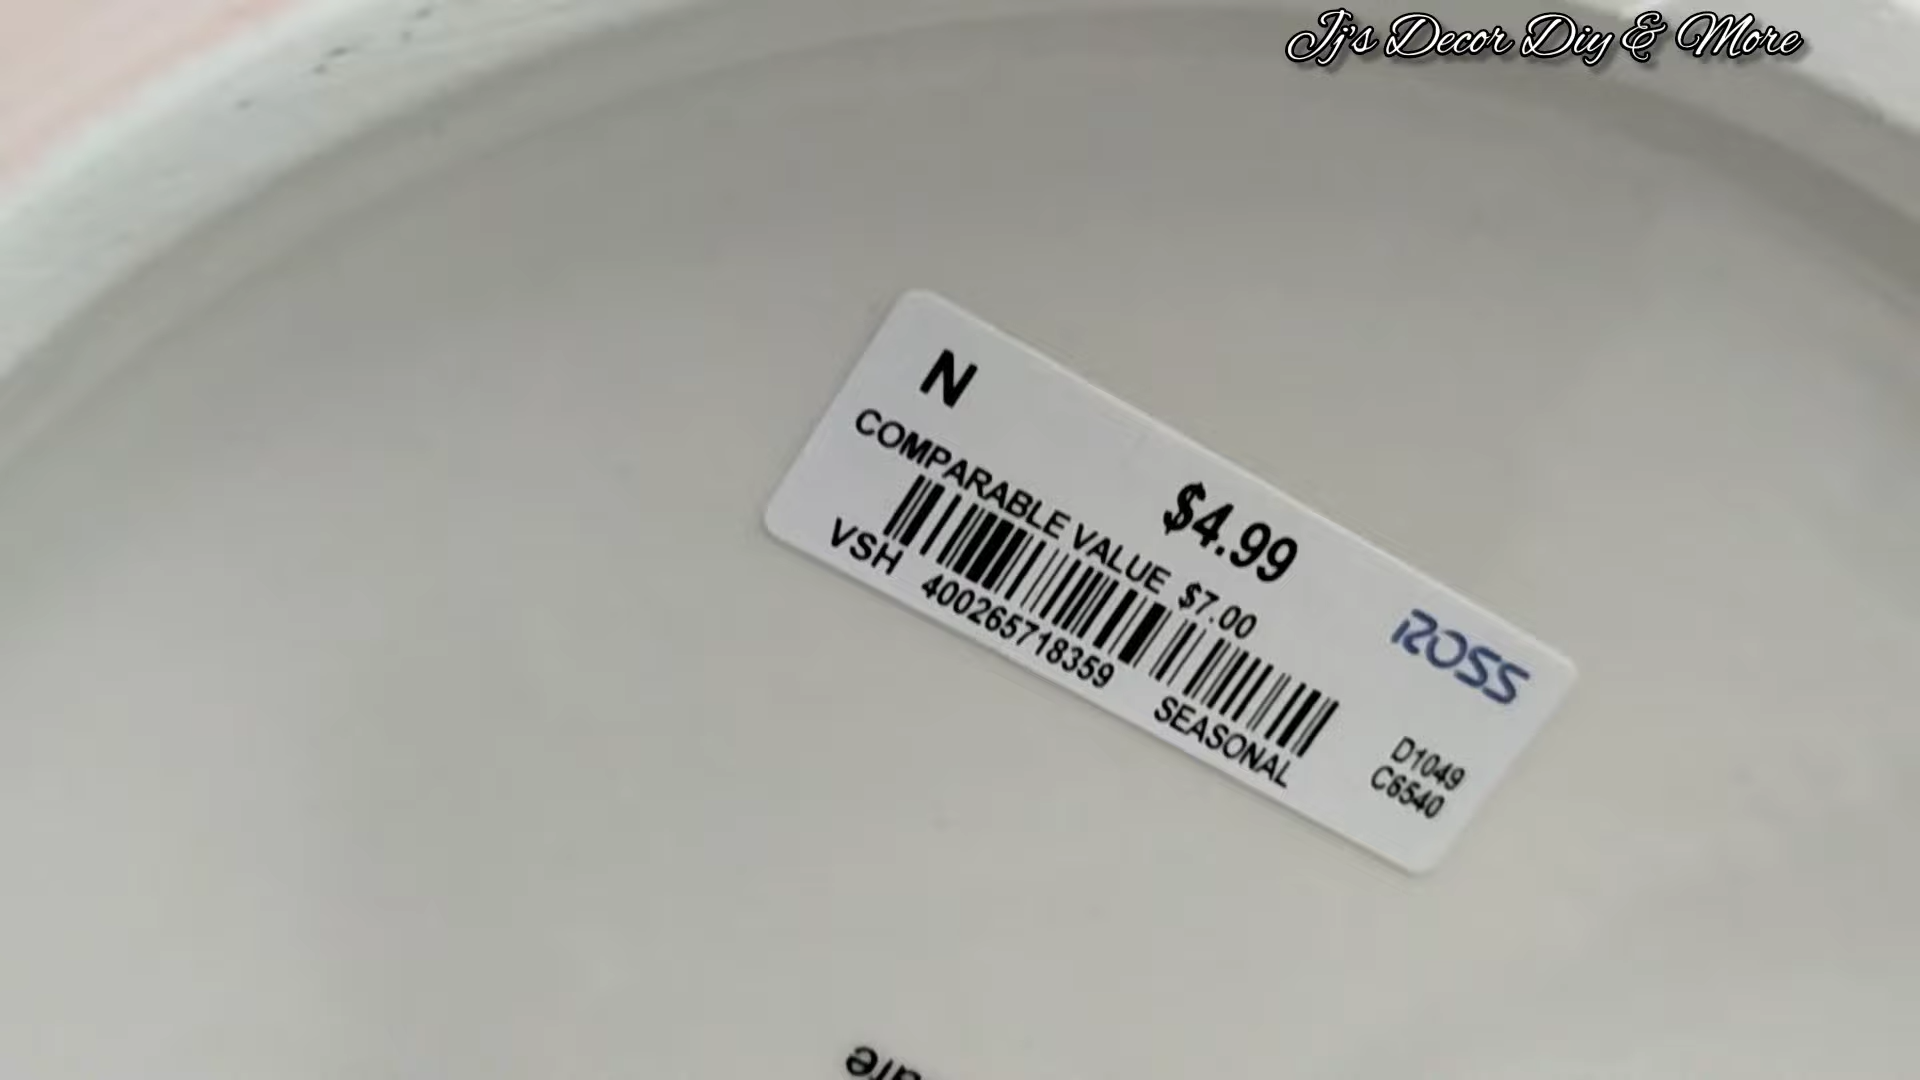 Jj's Decor Diy & More
N
$4.99
COMPARABLE VALUE $7.00
ROSS
VSH 400265718359 SEASONAL
D1049
C6540